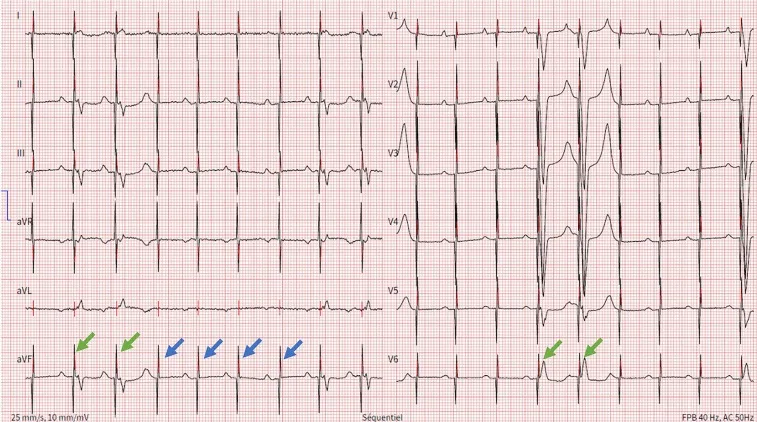 I
V1
II
V2
III
V3
aVR
V4
aVL
V5
aVF
V6
25 mm/s, 10 mm/mV
Séquentiel
FPB 40 Hz, AC 50Hz